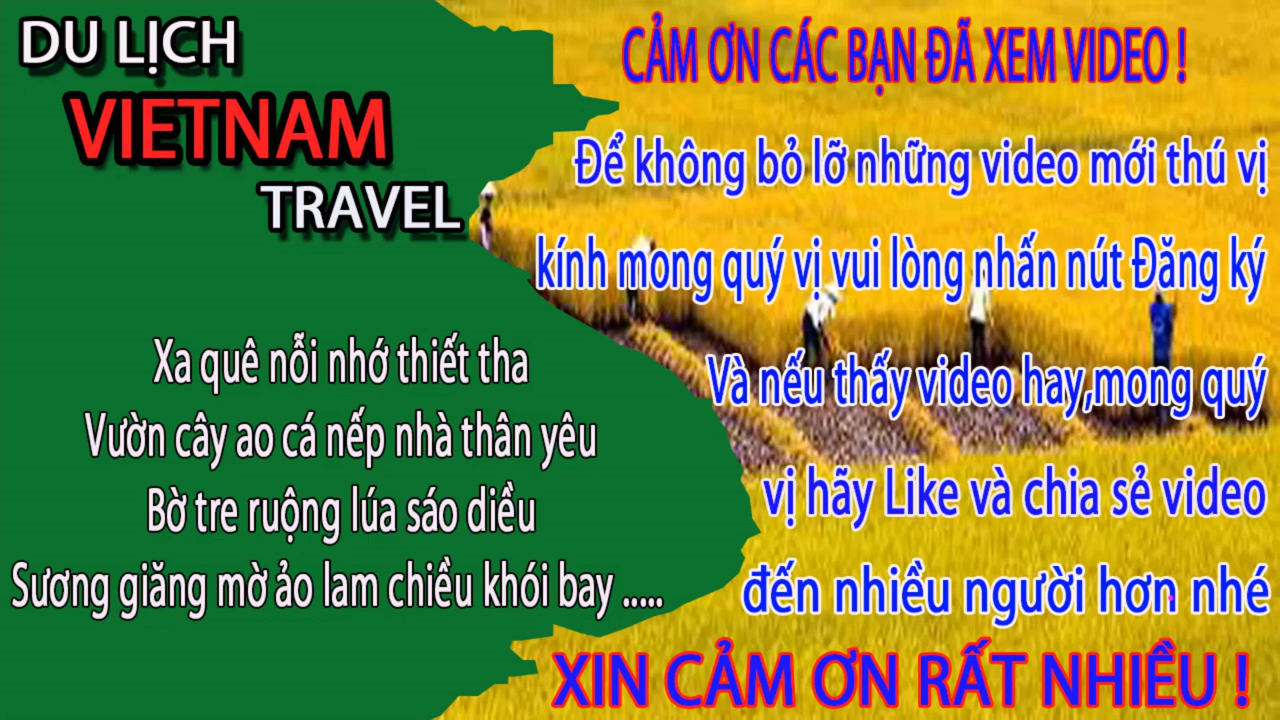 DU LỊCH
VIETNAM
TRAVEL
Xa quê nỗi nhớ thiết tha
Vườn cây ao cá nếp nhà thân yêu
Bờ tre ruộng lúa sáo diều
Sương giăng mờ ảo lam chiều khói bay .....
CẢM ƠN CÁC BẠN ĐÃ XEM VIDEO !
Để không bỏ lỡ những video mới thú vị
kính mong quý vị vui lòng nhấn nút Đăng ký
Và nếu thấy video hay,mong quý
vị hãy Like và chia sẻ video
đến nhiều người hơn nhé
XIN CẢM ƠN RẤT NHIỀU !